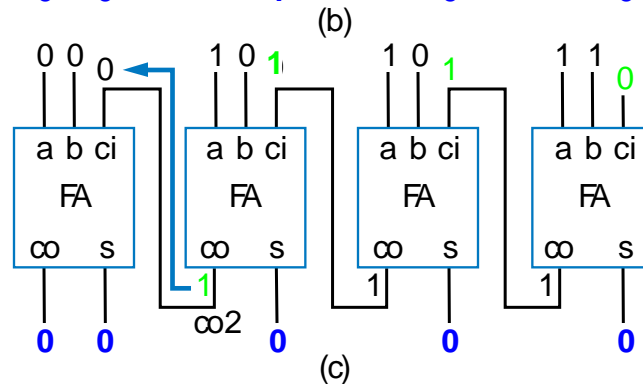 (b)
0 0 0 1 0 1 1 0 1 1 1 0
a b ci a b ci a b ci a b ci
FA FA FA FA
co s co s co s co s
1 1 1
co2
0 0 0 0 0
(c)